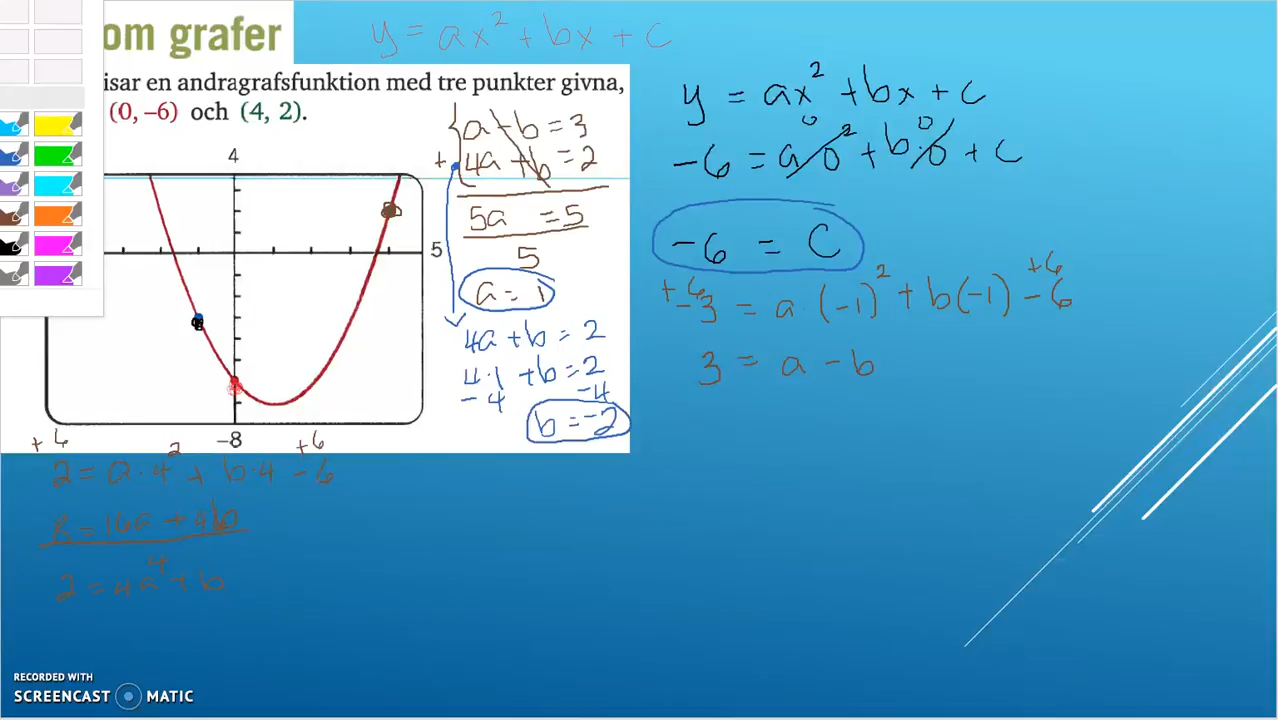 om grafer
y = ax² + bx + c
isar en andragrafsfunktion med tre punkter givna,
(0, –6) och (4, 2).
4
5
–8
a - b = 3
+ 4a + b = 2
5a = 5
5
a = 1
4a + b = 2
4·1 + b = 2
-4 -4
b = -2
y = ax² + bx + c
0 0
-6 = a·0² + b·0 + c
-6 = C
+6 +6
-3 = a·(-1)² + b(-1) - 6
3 = a - b
+6 +6
2 = a·4² + b·4 - 6
8 = 16a + 4b
4
2 = 4a + b
RECORDED WITH
SCREENCAST MATIC